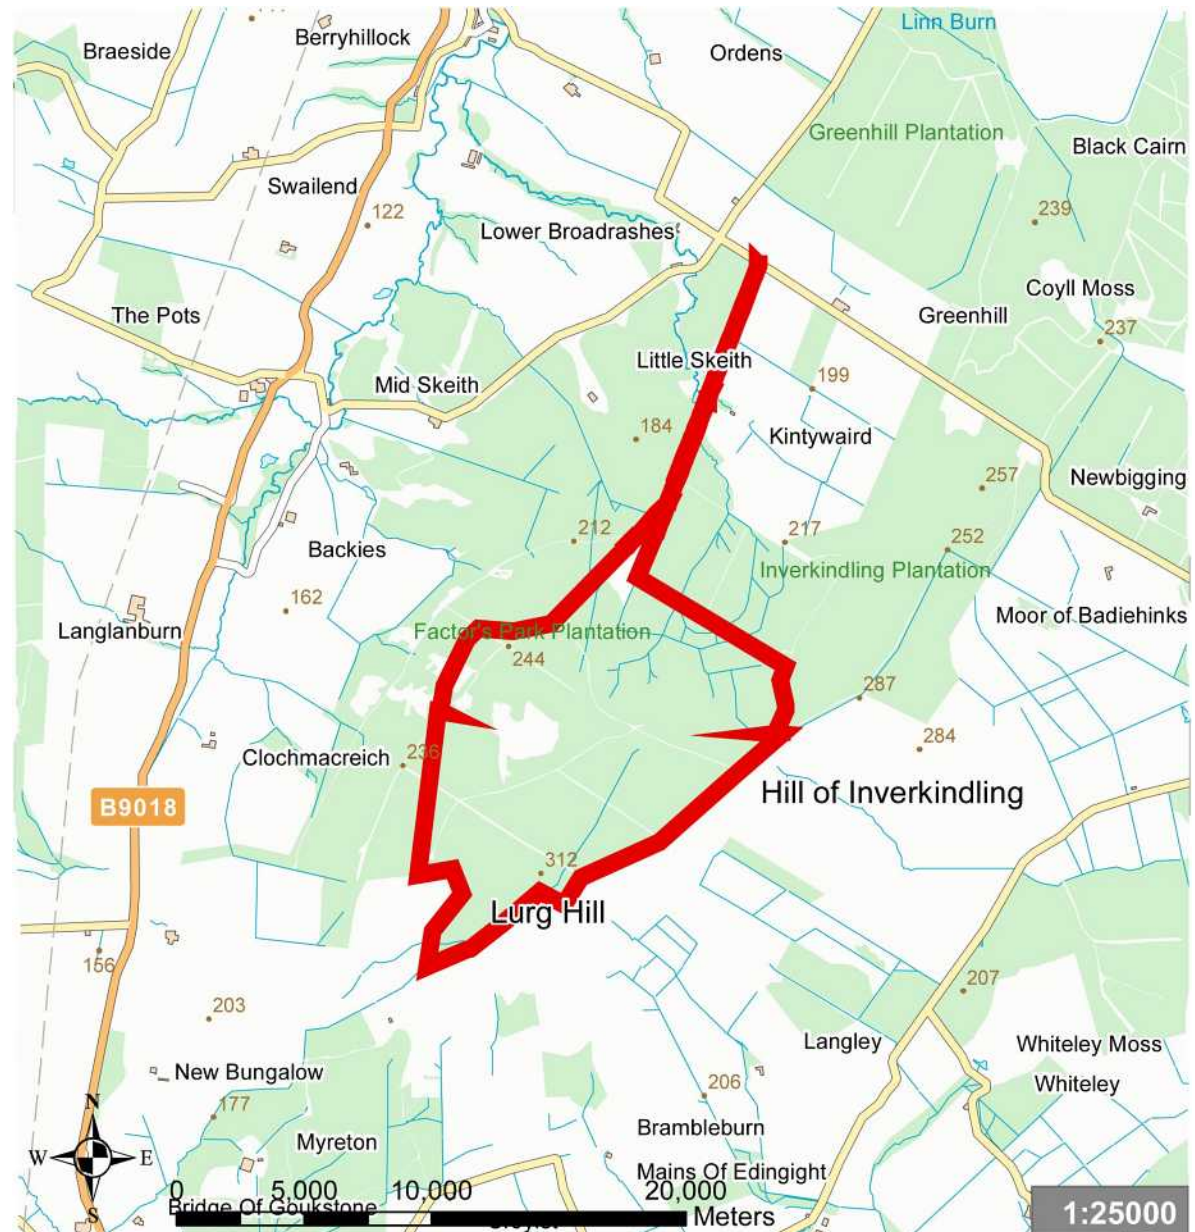 Linn Burn
Berryhillock
Braeside
Ordens
Greenhill Plantation
Black Cairn
Swailend
122
239
Lower Broadrashes
Coyll Moss
The Pots
Greenhill
237
Little Skeith
Mid Skeith
199
184
Kintywaird
257
Newbigging
212
217
252
Backies
Inverkindling Plantation
162
Moor of Badiehinks
Langlanburn
Factor's Park Plantation
244
287
284
Clochmacreich
236
Hill of Inverkindling
B9018
312
Lurg Hill
156
207
203
Langley
Whiteley Moss
New Bungalow
Whiteley
206
177
N
Brambleburn
Myreton
W E
Mains Of Edingight
0 5,000 10,000 20,000
Bridge Of Goukstone
S
Meters
1:25000